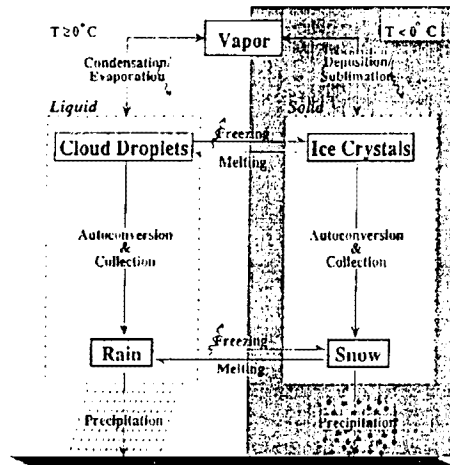 T ≥ 0° C
Vapor
T < 0° C
Condensation/
Evaporation
Deposition/
Sublimation
Liquid
Solid
Cloud Droplets
Freezing
Melting
Ice Crystals
Autoconversion
&
Collection
Autoconversion
&
Collection
Rain
Freezing
Melting
Snow
Precipitation
Precipitation